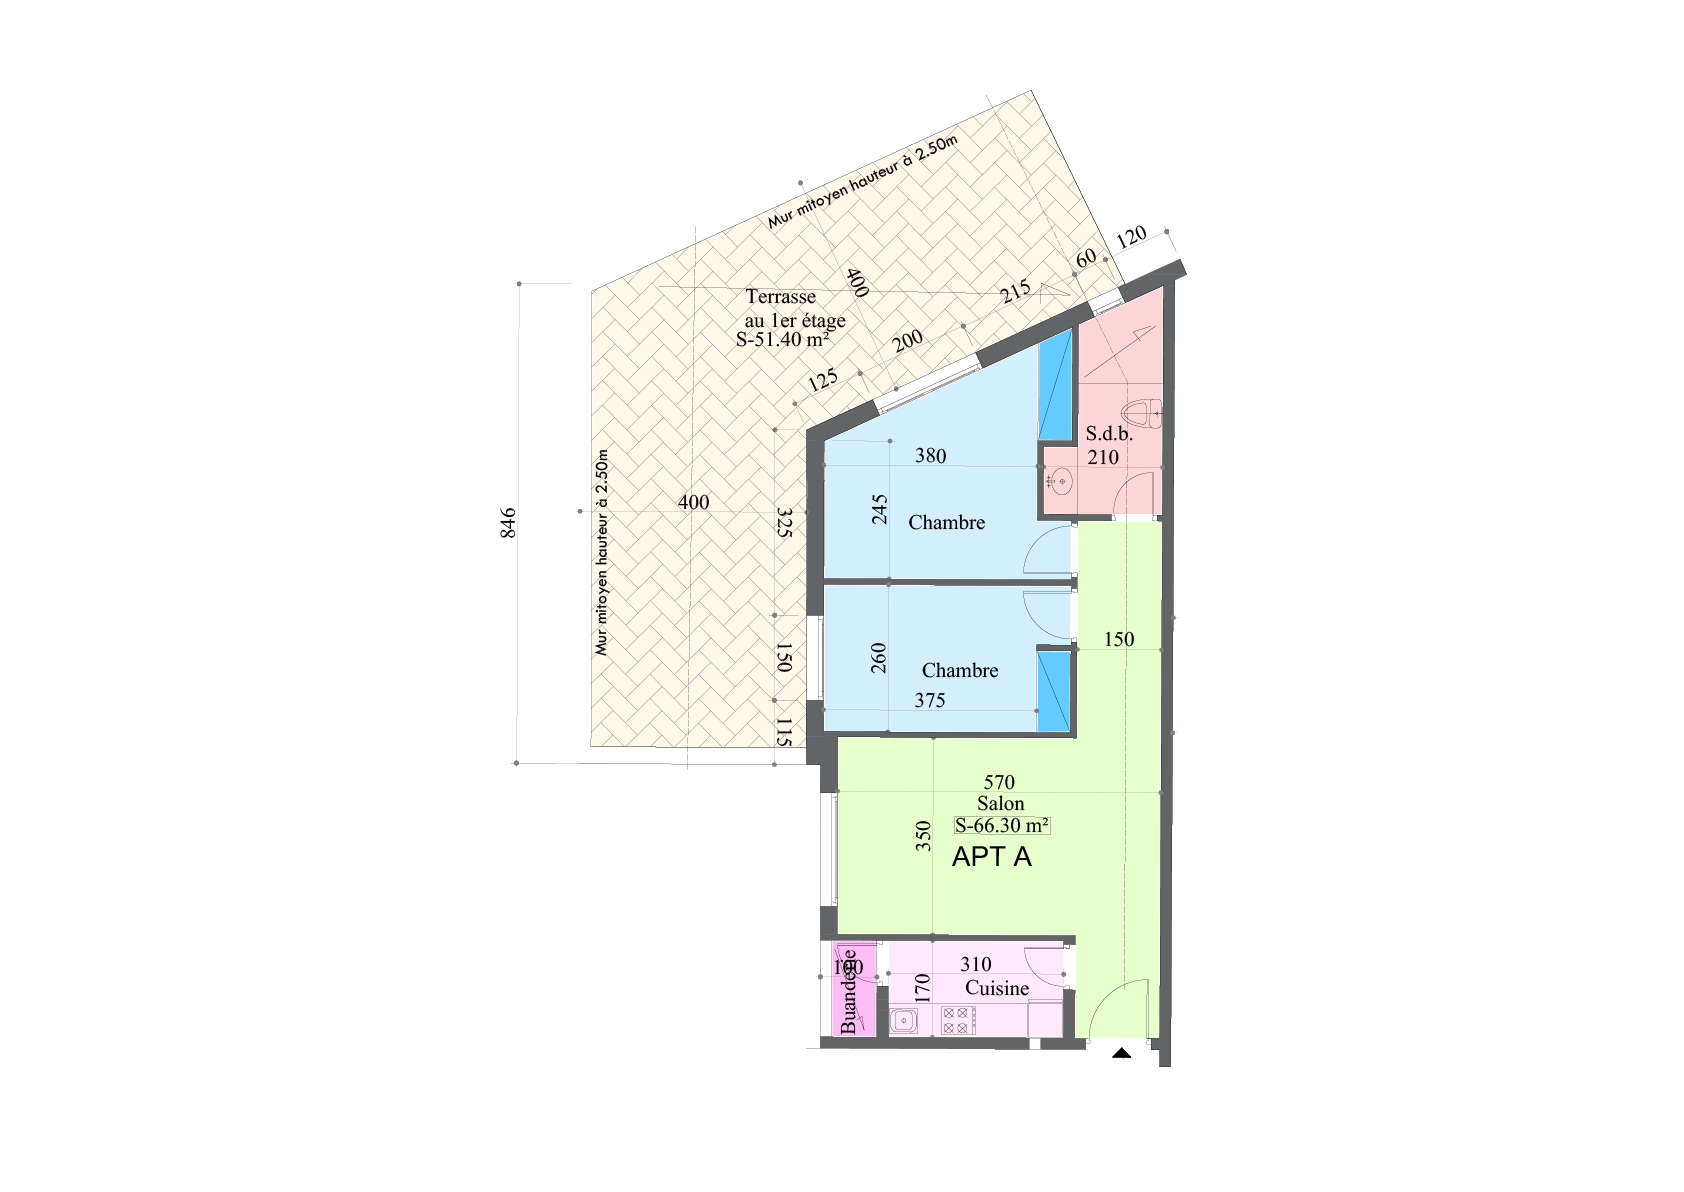 Mur mitoyen hauteur à 2.50m
120
60
215
400
Terrasse
au 1er étage
S-51.40 m²
200
125
846
Mur mitoyen hauteur à 2.50m
400
325
150
115
380
245
Chambre
S.d.b.
210
260
Chambre
375
150
570
Salon
S-66.30 m²
350
APT A
100
Buanderie
310
170
Cuisine